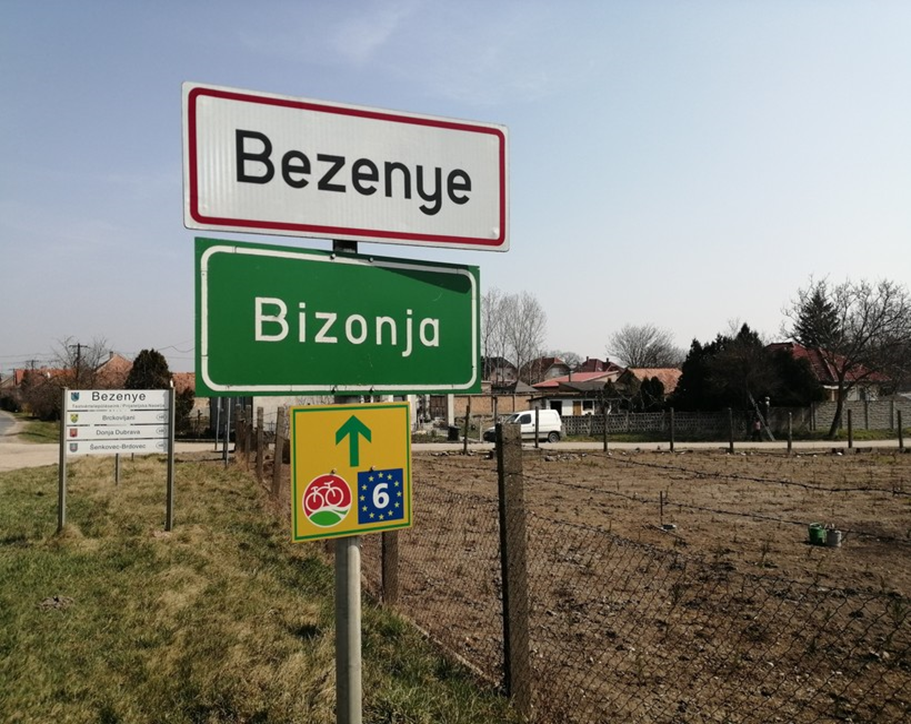 Bezenye
Bizonja
6
Bezenye
Brckovljani
Donja Dubrava
Šenkovec-Brdovec